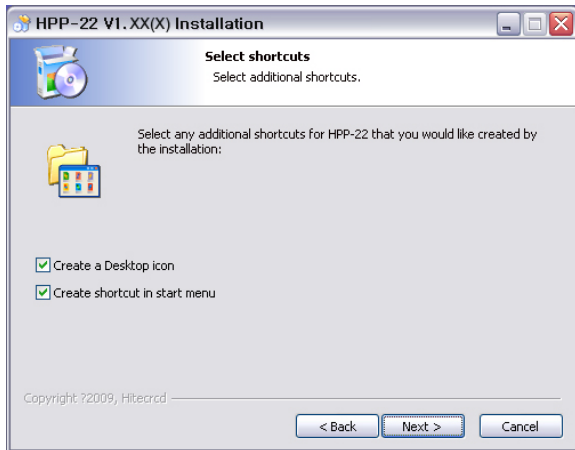 HPP-22 V1.XX(X) Installation
Select shortcuts
Select additional shortcuts.
Select any additional shortcuts for HPP-22 that you would like created by
the installation:
Create a Desktop icon
Create shortcut in start menu
Copyright ?2009, Hitecrcd
< Back Next > Cancel